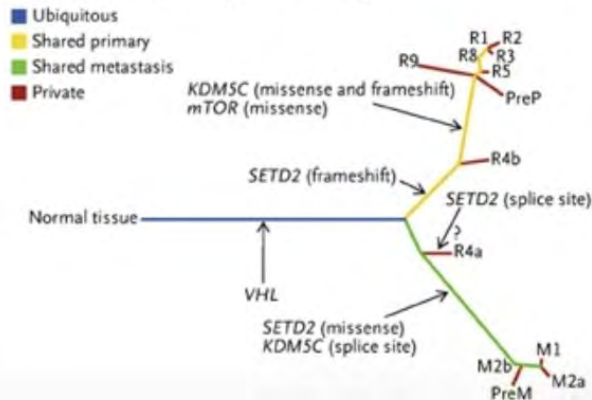 Ubiquitous
Shared primary
Shared metastasis
Private
R1
R2
R8
R3
R9
R5
PreP
KDM5C (missense and frameshift)
mTOR (missense)
R4b
SETD2 (frameshift)
SETD2 (splice site)
Normal tissue
?
R4a
VHL
SETD2 (missense)
KDM5C (splice site)
M1
M2b
M2a
PreM